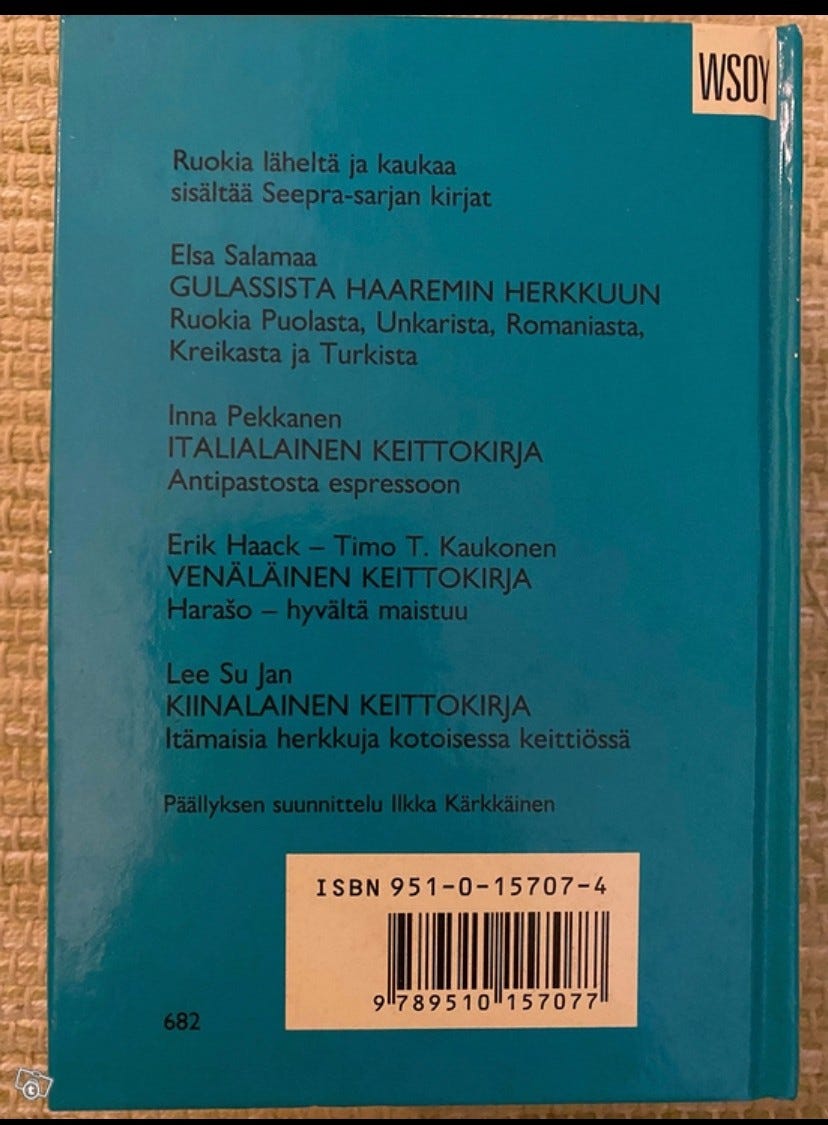 WSOY
Ruokia läheltä ja kaukaa
sisältää Seepra-sarjan kirjat
Elsa Salamaa
GULASSISTA HAAREMIN HERKKUUN
Ruokia Puolasta, Unkarista, Romaniasta,
Kreikasta ja Turkista
Inna Pekkanen
ITALIALAINEN KEITTOKIRJA
Antipastosta espressoon
Erik Haack – Timo T. Kaukonen
VENÄLÄINEN KEITTOKIRJA
Harašo – hyvältä maistuu
Lee Su Jan
KIINALAINEN KEITTOKIRJA
Itämaisia herkkuja kotoisessa keittiössä
Päällyksen suunnittelu Ilkka Kärkkäinen
ISBN 951-0-15707-4
9 789510 157077
682
t